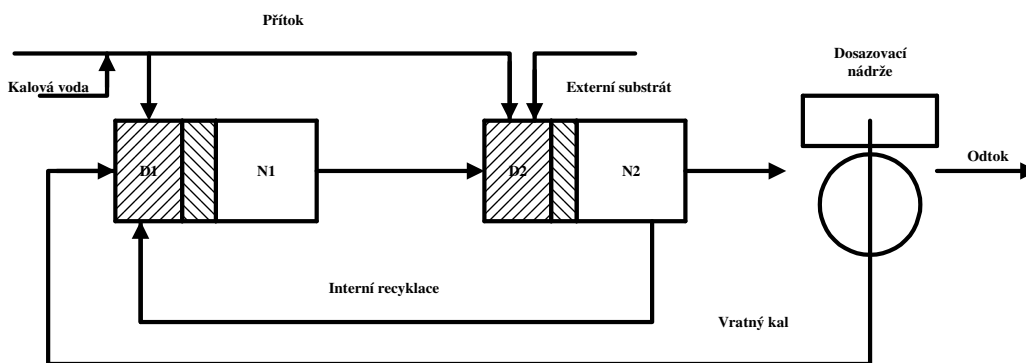 Přítok
Dosazovací
nádrže
Kalová voda
Externí substrát
D1
N1
D2
N2
Odtok
Interní recyklace
Vratný kal